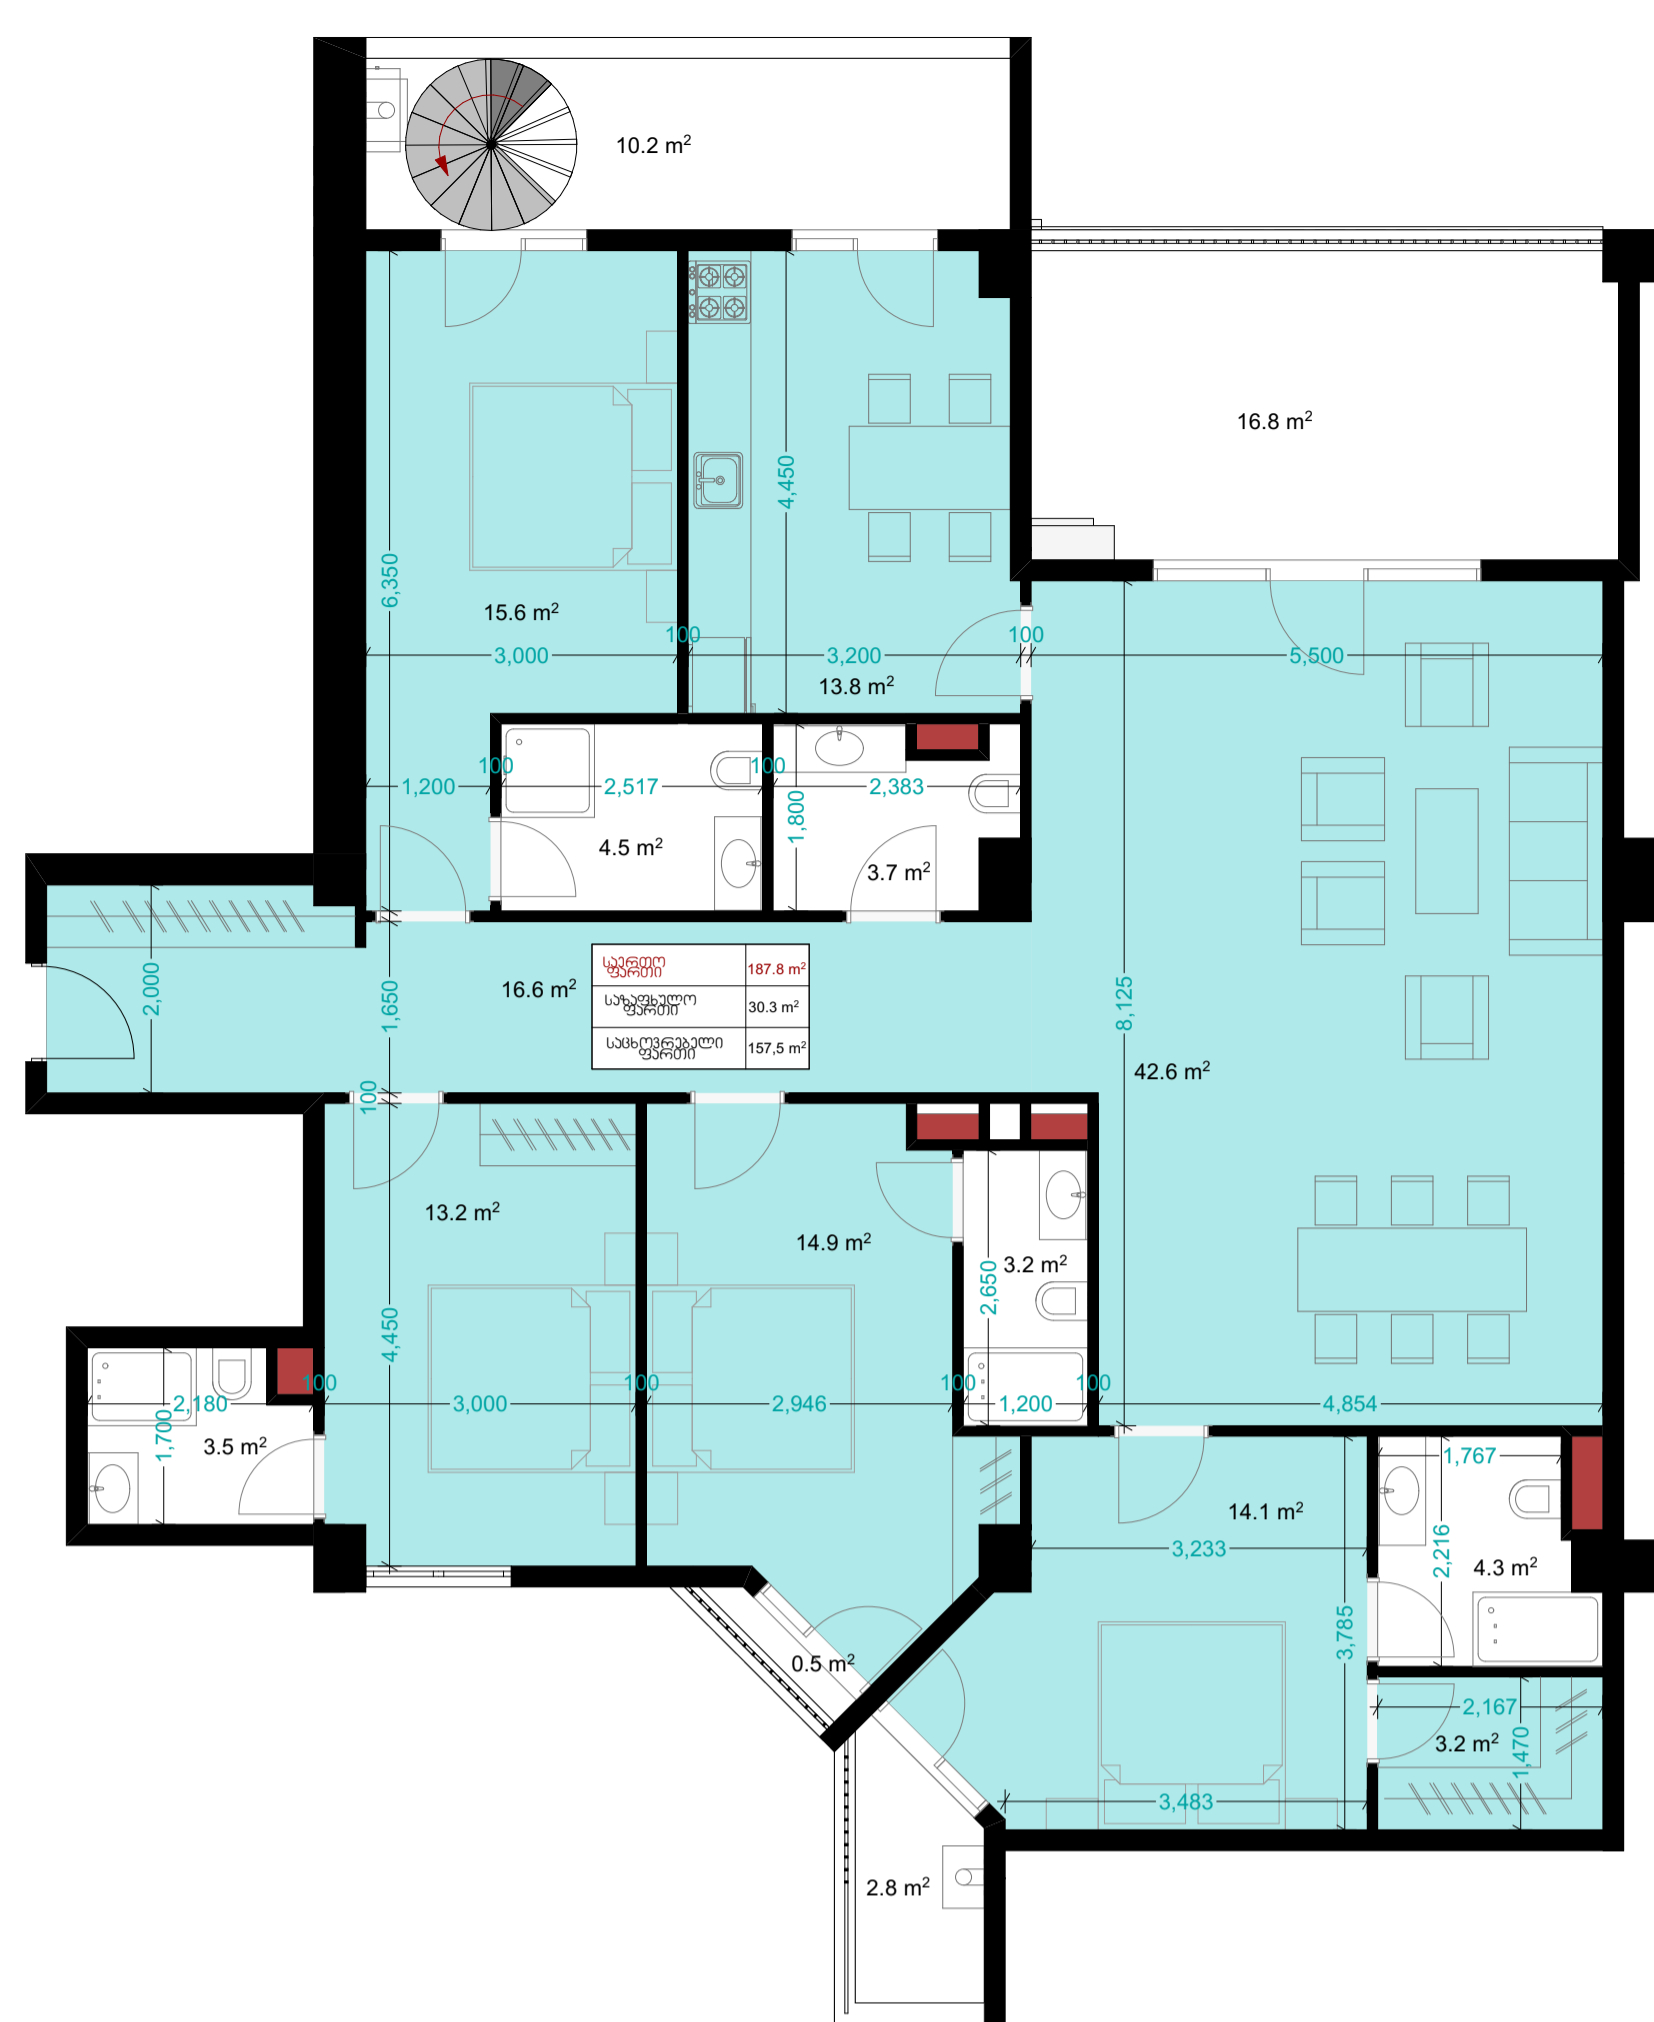 10.2 m²
16.8 m²
4,450
6,350
15.6 m²
100
100
3,000
3,200
5,500
13.8 m²
100
100
1,200
2,517
2,383
1,800
4.5 m²
3.7 m²
2,000
1,650
16.6 m²
საერთო
ფართი
187.8 m²
საზაფხულო
ფართი
30.3 m²
საცხოვრებელი
ფართი
157,5 m²
8,125
42.6 m²
100
13.2 m²
14.9 m²
3.2 m²
2,650
4,450
100
100
100
100
2,180
3,000
2,946
1,200
4,854
1,700
3.5 m²
1,767
14.1 m²
3,233
2,216
4.3 m²
3,785
0.5 m²
2,167
3.2 m²
1,470
3,483
2.8 m²